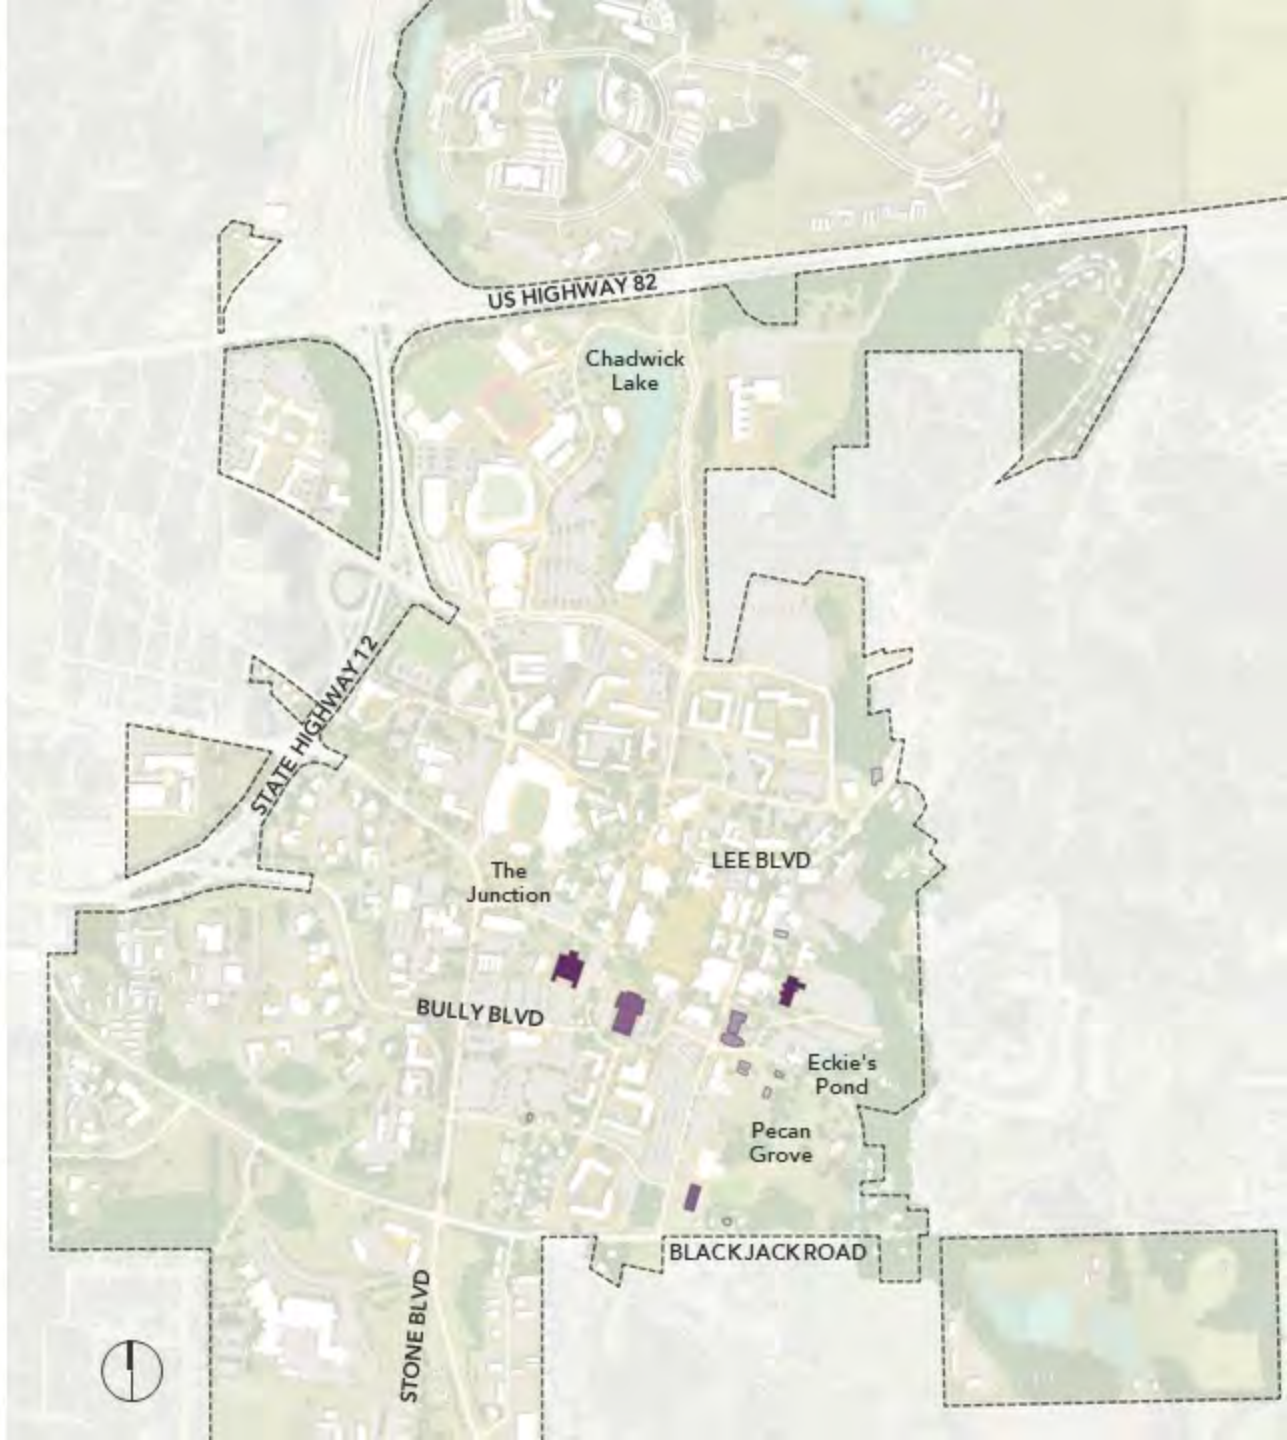 US HIGHWAY 82
Chadwick
Lake
STATE HIGHWAY 12
LEE BLVD
The
Junction
BULLY BLVD
Eckie's
Pond
Pecan
Grove
BLACKJACK ROAD
STONE BLVD